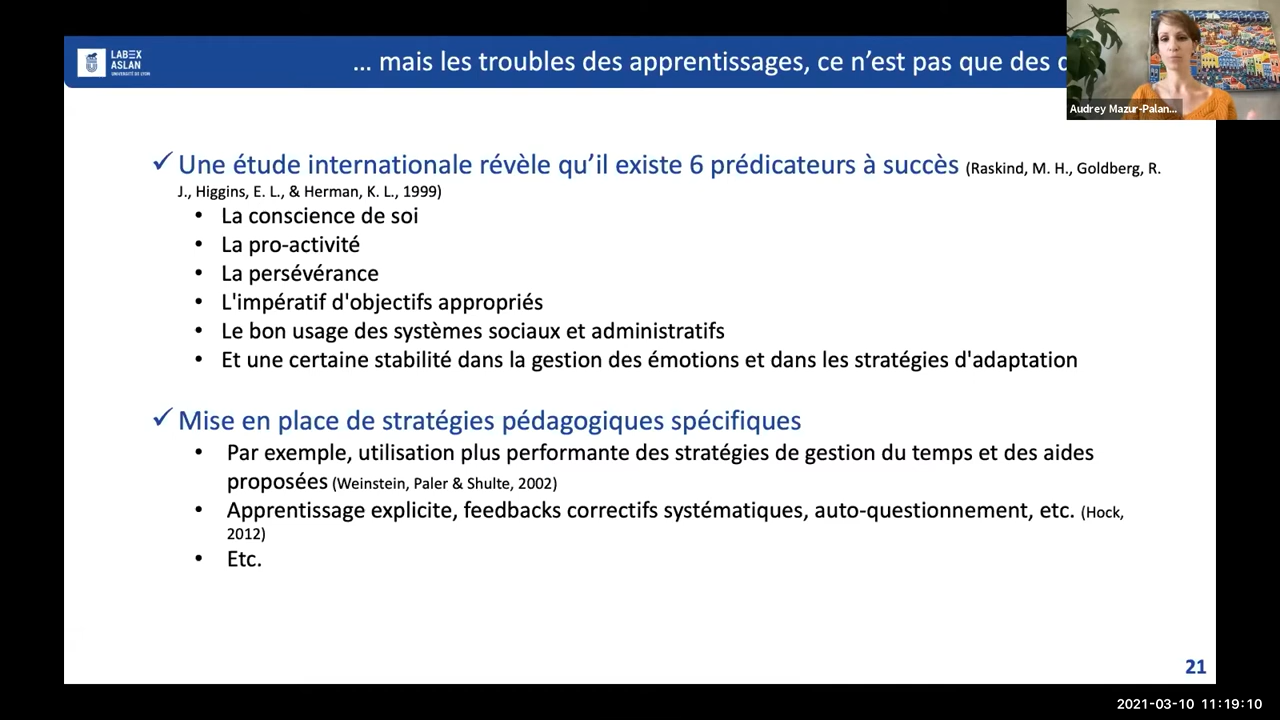 LABEX
ASLAN
UNIVERSITÉ DE LYON
... mais les troubles des apprentissages, ce n'est pas que des
Audrey Mazur-Palan...
✓ Une étude internationale révèle qu'il existe 6 prédicateurs à succès (Raskind, M. H., Goldberg, R.
J., Higgins, E. L., & Herman, K. L., 1999)
• La conscience de soi
• La pro-activité
• La persévérance
• L'impératif d'objectifs appropriés
• Le bon usage des systèmes sociaux et administratifs
• Et une certaine stabilité dans la gestion des émotions et dans les stratégies d'adaptation
✓ Mise en place de stratégies pédagogiques spécifiques
• Par exemple, utilisation plus performante des stratégies de gestion du temps et des aides
proposées (Weinstein, Paler & Shulte, 2002)
• Apprentissage explicite, feedbacks correctifs systématiques, auto-questionnement, etc. (Hock,
2012)
• Etc.
21
2021-03-10 11:19:10